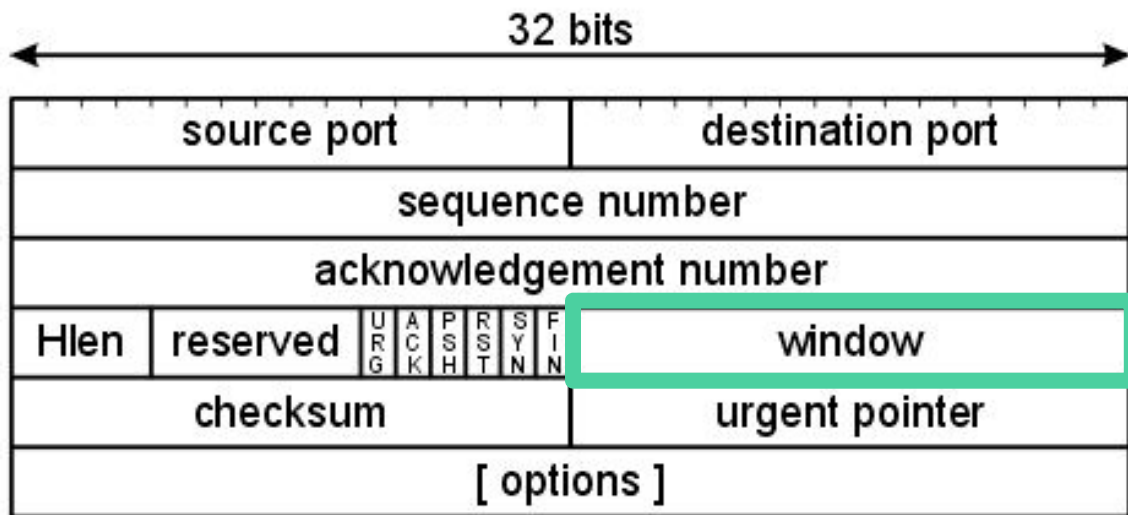 32 bits
source port destination port
sequence number
acknowledgement number
Hlen reserved URG ACK PSH RST SYN FIN window
checksum urgent pointer
[ options ]